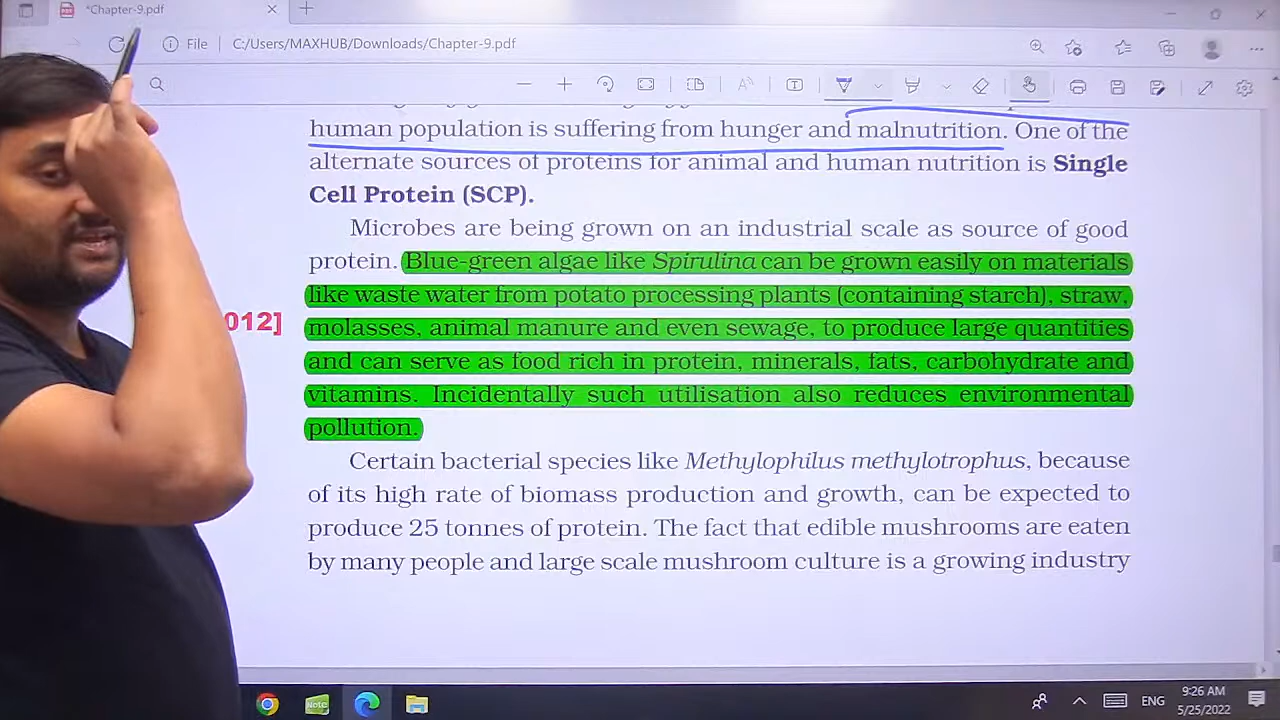 *Chapter-9.pdf
File C:/Users/MAXHUB/Downloads/Chapter-9.pdf
human population is suffering from hunger and malnutrition. One of the
alternate sources of proteins for animal and human nutrition is Single
Cell Protein (SCP).
Microbes are being grown on an industrial scale as source of good
protein. Blue-green algae like Spirulina can be grown easily on materials
like waste water from potato processing plants (containing starch), straw,
012]
molasses, animal manure and even sewage, to produce large quantities
and can serve as food rich in protein, minerals, fats, carbohydrate and
vitamins. Incidentally such utilisation also reduces environmental
pollution.
Certain bacterial species like Methylophilus methylotrophus, because
of its high rate of biomass production and growth, can be expected to
produce 25 tonnes of protein. The fact that edible mushrooms are eaten
by many people and large scale mushroom culture is a growing industry
ENG 9:26 AM
5/25/2022